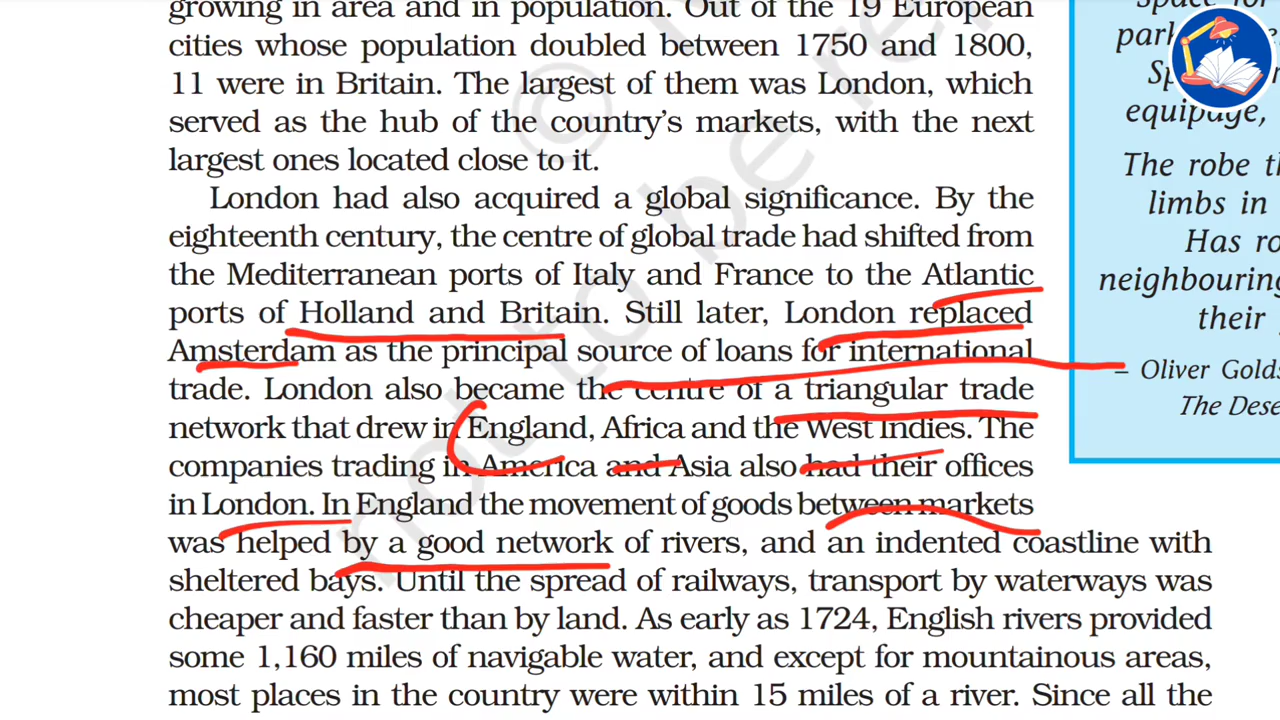 growing in area and in population. Out of the 19 European
cities whose population doubled between 1750 and 1800,
11 were in Britain. The largest of them was London, which
served as the hub of the country's markets, with the next
largest ones located close to it.
London had also acquired a global significance. By the
eighteenth century, the centre of global trade had shifted from
the Mediterranean ports of Italy and France to the Atlantic
ports of Holland and Britain. Still later, London replaced
Amsterdam as the principal source of loans for international
trade. London also became the centre of a triangular trade
network that drew in England, Africa and the West Indies. The
companies trading in America and Asia also had their offices
in London. In England the movement of goods between markets
was helped by a good network of rivers, and an indented coastline with
sheltered bays. Until the spread of railways, transport by waterways was
cheaper and faster than by land. As early as 1724, English rivers provided
some 1,160 miles of navigable water, and except for mountainous areas,
most places in the country were within 15 miles of a river. Since all the
Space for
park
equipage,
The robe
limbs in
Has
neighbouring
their
– Oliver
The
© 
not to be